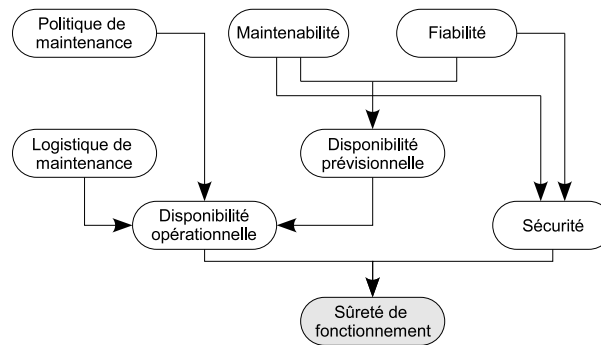 Politique de
maintenance
Maintenabilité
Fiabilité
Logistique de
maintenance
Disponibilité
prévisionnelle
Disponibilité
opérationnelle
Sécurité
Sûreté de
fonctionnement